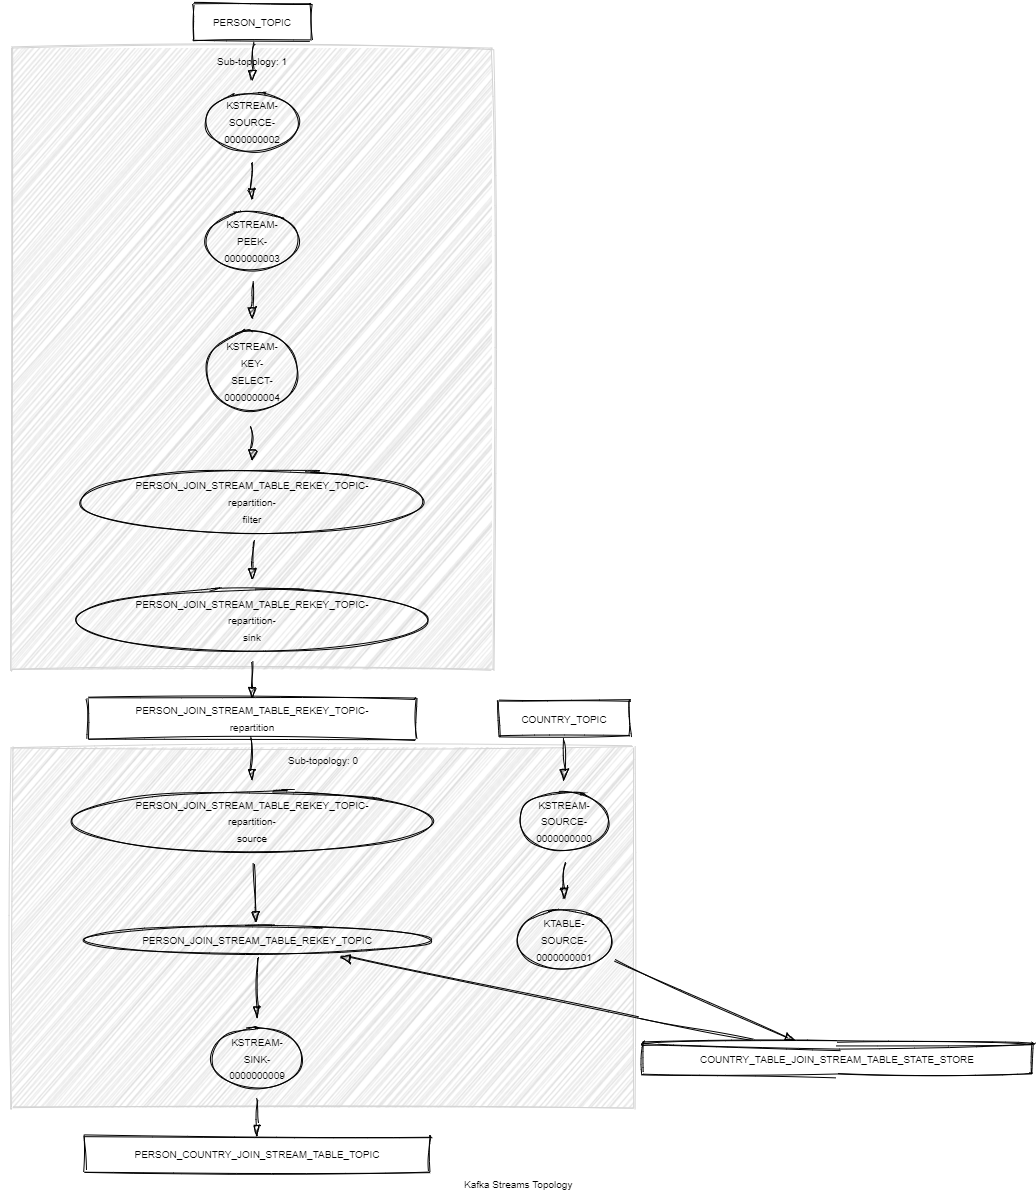 PERSON_TOPIC
Sub-topology: 1
KSTREAM-
SOURCE-
0000000002
KSTREAM-
PEEK-
0000000003
KSTREAM-
KEY-
SELECT-
0000000004
PERSON_JOIN_STREAM_TABLE_REKEY_TOPIC-
repartition-
filter
PERSON_JOIN_STREAM_TABLE_REKEY_TOPIC-
repartition-
sink
PERSON_JOIN_STREAM_TABLE_REKEY_TOPIC-
repartition
COUNTRY_TOPIC
Sub-topology: 0
PERSON_JOIN_STREAM_TABLE_REKEY_TOPIC-
repartition-
source
KSTREAM-
SOURCE-
0000000000
PERSON_JOIN_STREAM_TABLE_REKEY_TOPIC
KTABLE-
SOURCE-
0000000001
KSTREAM-
SINK-
0000000009
COUNTRY_TABLE_JOIN_STREAM_TABLE_STATE_STORE
PERSON_COUNTRY_JOIN_STREAM_TABLE_TOPIC
Kafka Streams Topology